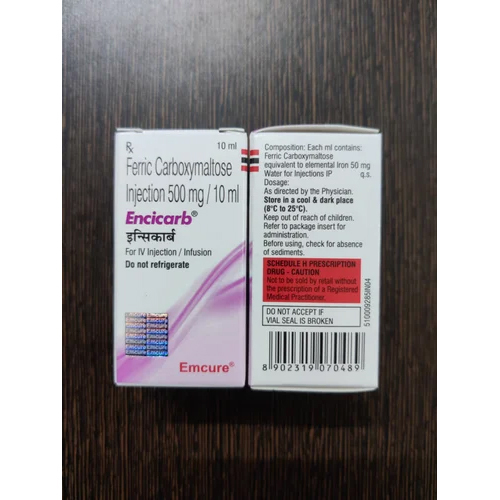 Rx
10 ml
Ferric Carboxymaltose
Injection 500 mg / 10 ml
Encicarb®
इन्सिकार्ब
For IV Injection / Infusion
Do not refrigerate
Emcure®
Composition: Each ml contains:
Ferric Carboxymaltose
equivalent to elemental Iron 50 mg
Water for Injections IP q.s.
Dosage:
As directed by the Physician.
Store in a cool & dark place
(8°C to 25°C).
Keep out of reach of children.
Refer to package insert for
administration.
Before using, check for absence
of sediments.
SCHEDULE H PRESCRIPTION
DRUG - CAUTION
Not to be sold by retail without
the prescription of a Registered
Medical Practitioner.
DO NOT ACCEPT IF
VIAL SEAL IS BROKEN
8 902319 070489
510009285IN04